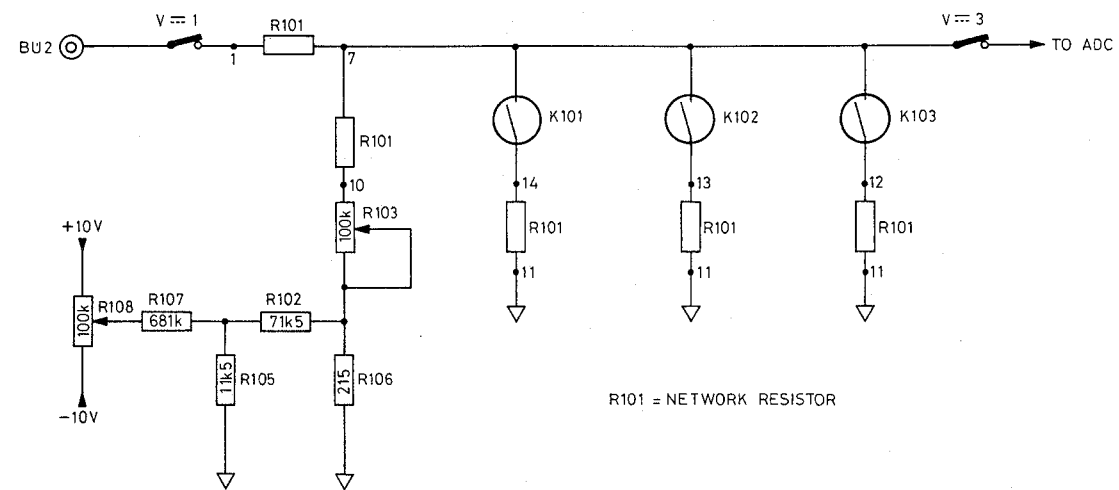 V ⎓ 1
R101
V ⎓ 3
BU2
1
7
TO ADC
K101
K102
K103
R101
10
14
13
12
R103
100k
R101
R101
R101
+10V
11
11
11
R108
100k
R107
681k
R102
71k5
11k5
R105
215
R106
-10V
R101 = NETWORK RESISTOR